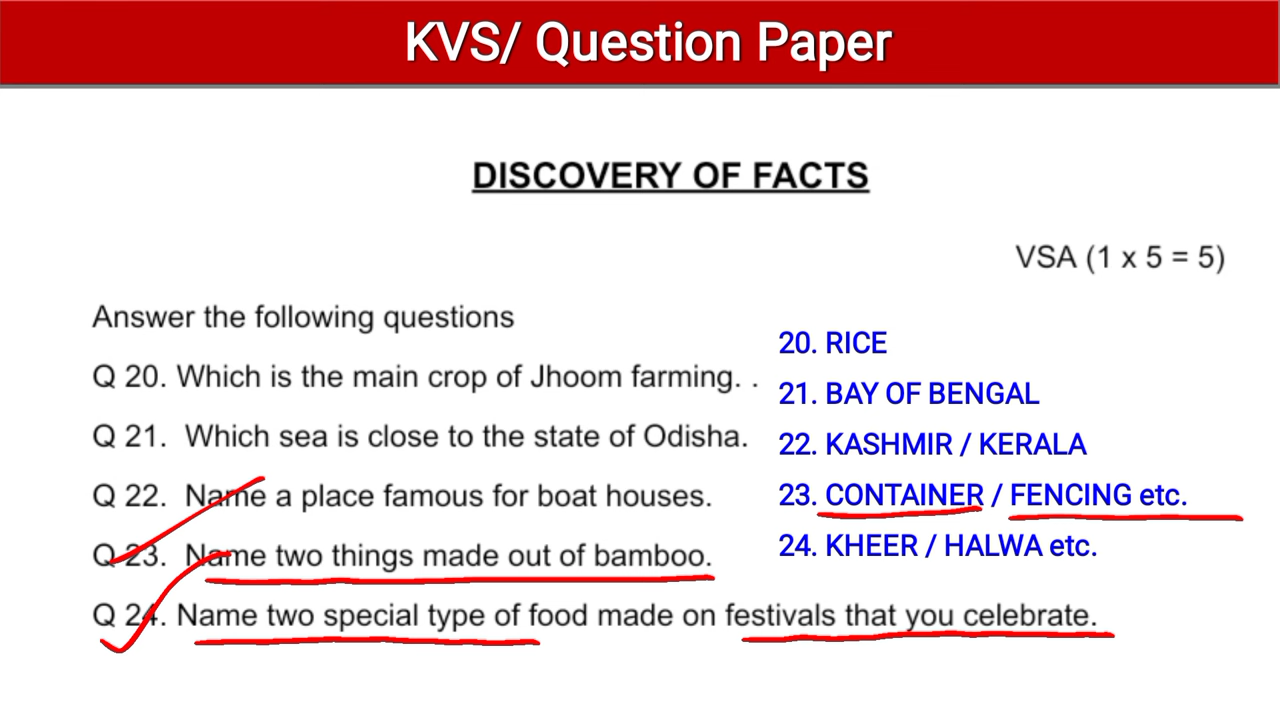 KVS/ Question Paper
DISCOVERY OF FACTS
VSA (1 x 5 = 5)
Answer the following questions
Q 20. Which is the main crop of Jhoom farming. .
Q 21. Which sea is close to the state of Odisha.
Q 22. Name a place famous for boat houses.
Q 23. Name two things made out of bamboo.
Q 24. Name two special type of food made on festivals that you celebrate.
20. RICE
21. BAY OF BENGAL
22. KASHMIR / KERALA
23. CONTAINER / FENCING etc.
24. KHEER / HALWA etc.